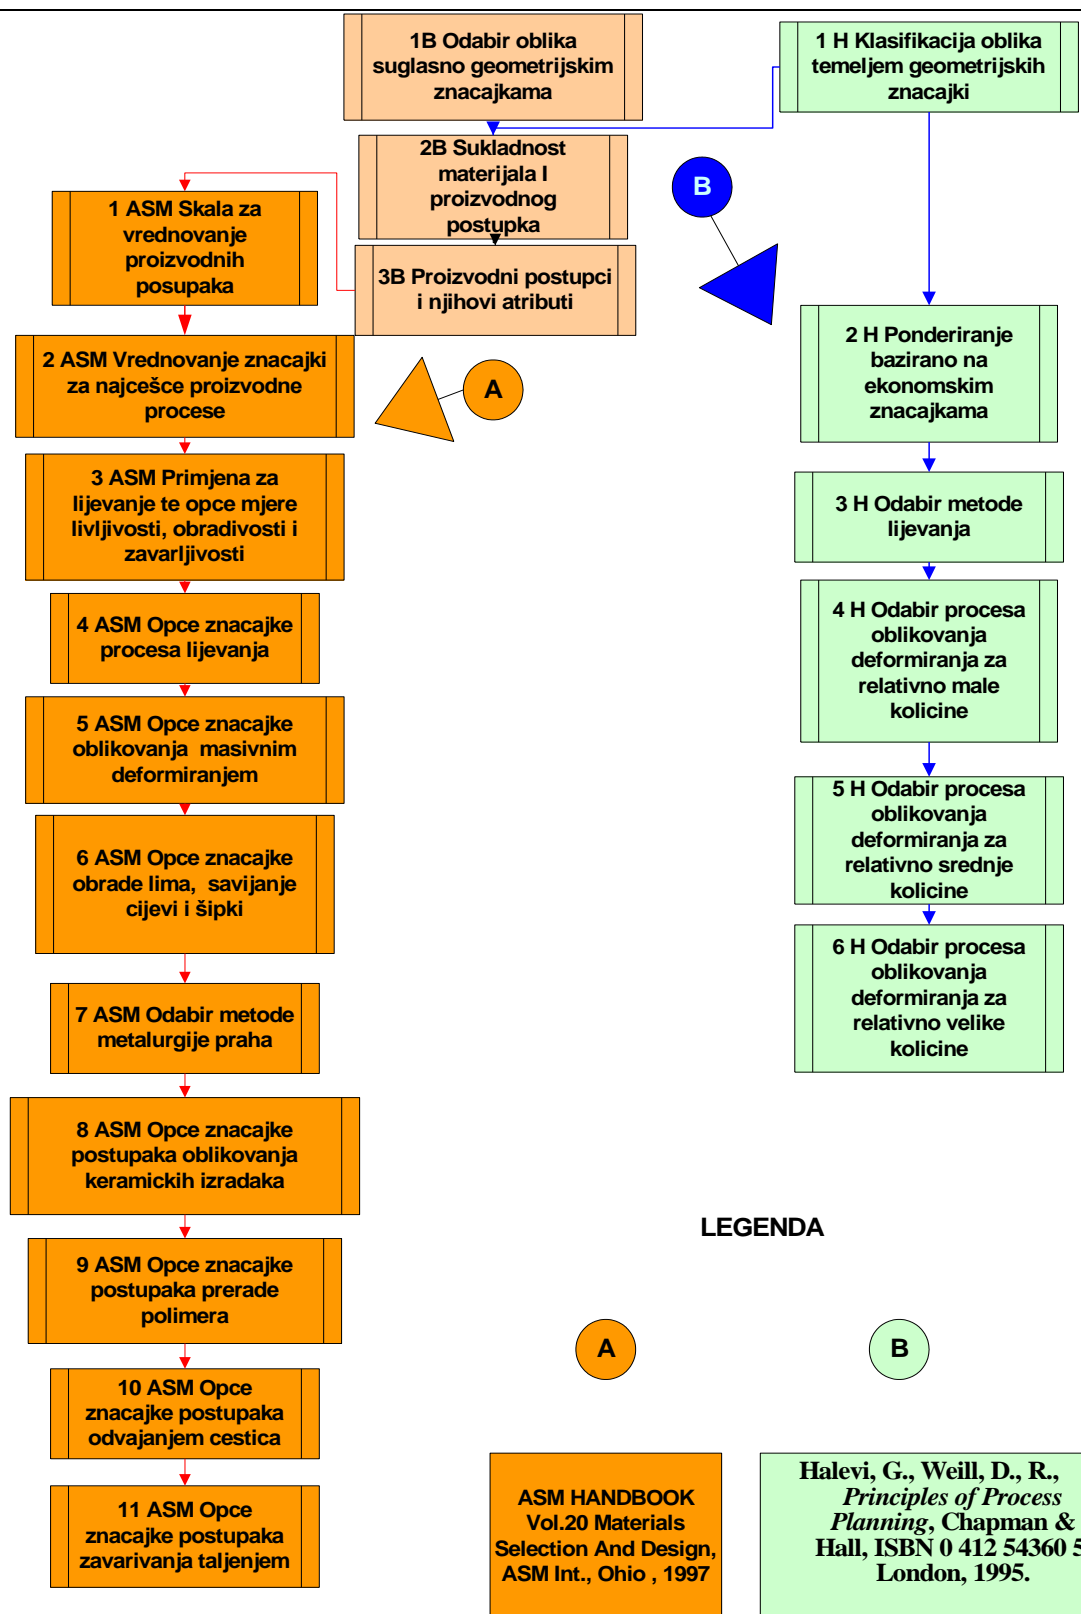 1B Odabir oblika
suglasno geometrijskim
znacajkama
1 H Klasifikacija oblika
temeljem geometrijskih
znacajki
2B Sukladnost
materijala I
proizvodnog
postupka
B
1 ASM Skala za
vrednovanje
proizvodnih
posupaka
3B Proizvodni postupci
i njihovi atributi
2 ASM Vrednovanje znacajki
za najcešce proizvodne
procese
A
2 H Ponderiranje
bazirano na
ekonomskim
znacajkama
3 ASM Primjena za
lijevanje te opce mjere
livljivosti, obradivosti i
zavarljivosti
3 H Odabir metode
lijevanja
4 ASM Opce znacajke
procesa lijevanja
4 H Odabir procesa
oblikovanja
deformiranja za
relativno male
kolicine
5 ASM Opce znacajke
oblikovanja masivnim
deformiranjem
5 H Odabir procesa
oblikovanja
deformiranja za
relativno srednje
kolicine
6 ASM Opce znacajke
obrade lima, savijanje
cijevi i šipki
6 H Odabir procesa
oblikovanja
deformiranja za
relativno velike
kolicine
7 ASM Odabir metode
metalurgije praha
8 ASM Opce znacajke
postupaka oblikovanja
keramickih izradaka
9 ASM Opce znacajke
postupaka prerade
polimera
10 ASM Opce
znacajke postupaka
odvajanjem cestica
11 ASM Opce
znacajke postupaka
zavarivanja taljenjem
LEGENDA
A
B
ASM HANDBOOK
Vol.20 Materials
Selection And Design,
ASM Int., Ohio , 1997
Halevi, G., Weill, D., R.,
Principles of Process
Planning, Chapman &
Hall, ISBN 0 412 54360 5
London, 1995.